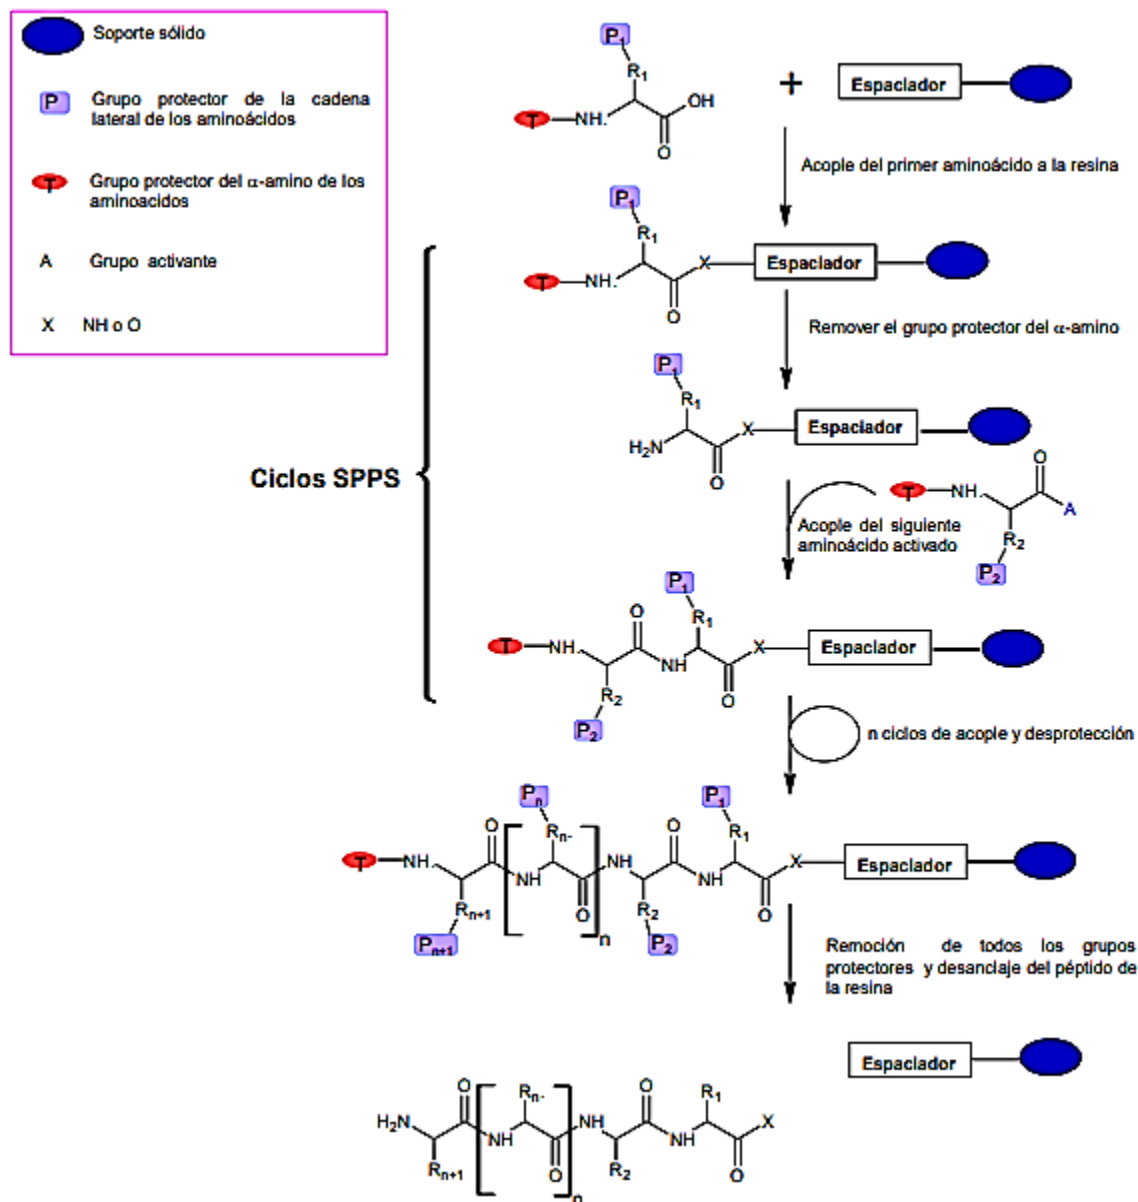 Soporte sólido
P
Grupo protector de la cadena
lateral de los aminoácidos
T
Grupo protector del α-amino de los
aminoacidos
A
Grupo activante
X
NH o O
P1
R1
T
NH.
OH
O
+
Espaciador
Acople del primer aminoácido a la resina
P1
R1
T
NH.
O
X
Espaciador
Remover el grupo protector del α-amino
P1
R1
H2N
O
X
Espaciador
Ciclos SPPS
T
NH.
O
A
R2
P2
Acople del siguiente
aminoácido activado
P1
O
R1
T
NH.
NH
O
X
Espaciador
R2
P2
n ciclos de acople y desprotección
Pn
P1
O
Rn-
O
R1
T
NH.
NH
O
NH
NH
O
X
Espaciador
Rn+1
n
R2
Pn+1
P2
Remoción de todos los grupos
protectores y desanclaje del péptido de
la resina
Espaciador
O
Rn-
O
R1
H2N
NH
O
NH
NH
O
X
Rn+1
n
R2